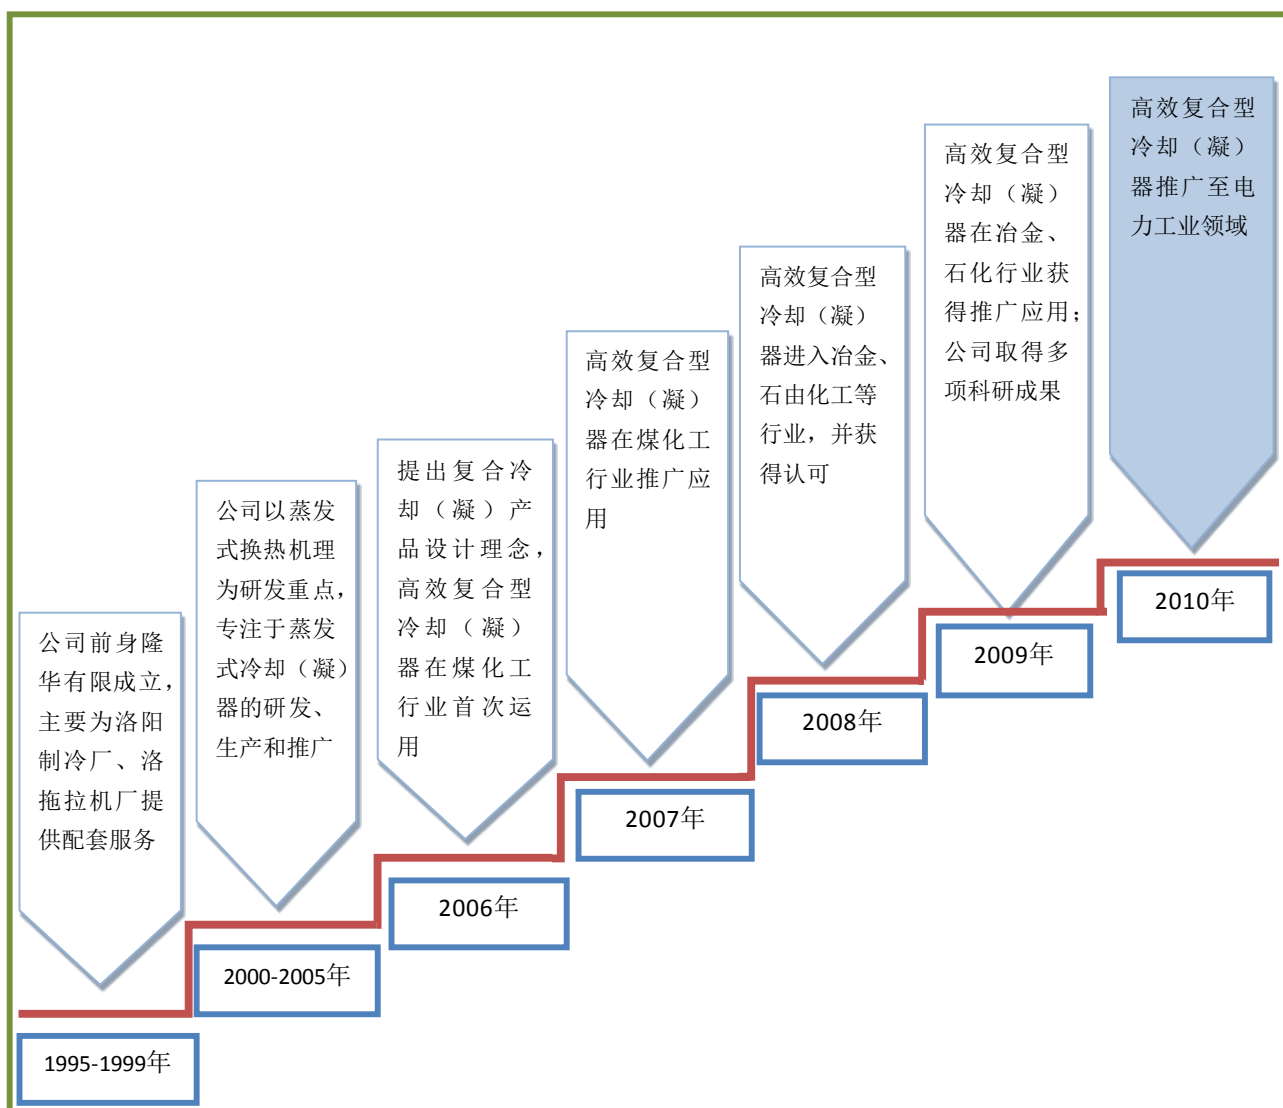 公司前身隆
华有限成立，
主要为洛阳
制冷厂、洛
拖拉机厂提
供配套服务
1995-1999年
公司以蒸发
式换热机理
为研发重点，
专注于蒸发
式冷却（凝）
器的研发、
生产和推广
2000-2005年
提出复合冷
却（凝）产
品设计理念，
高效复合型
冷却（凝）
器在煤化工
行业首次运
用
2006年
高效复合型
冷却（凝）
器在煤化工
行业推广应
用
2007年
高效复合型
冷却（凝）
器进入冶金、
石由化工等
行业，并获
得认可
2008年
高效复合型
冷却（凝）
器在冶金、
石化行业获
得推广应用；
公司取得多
项科研成果
2009年
高效复合型
冷却（凝）
器推广至电
力工业领域
2010年